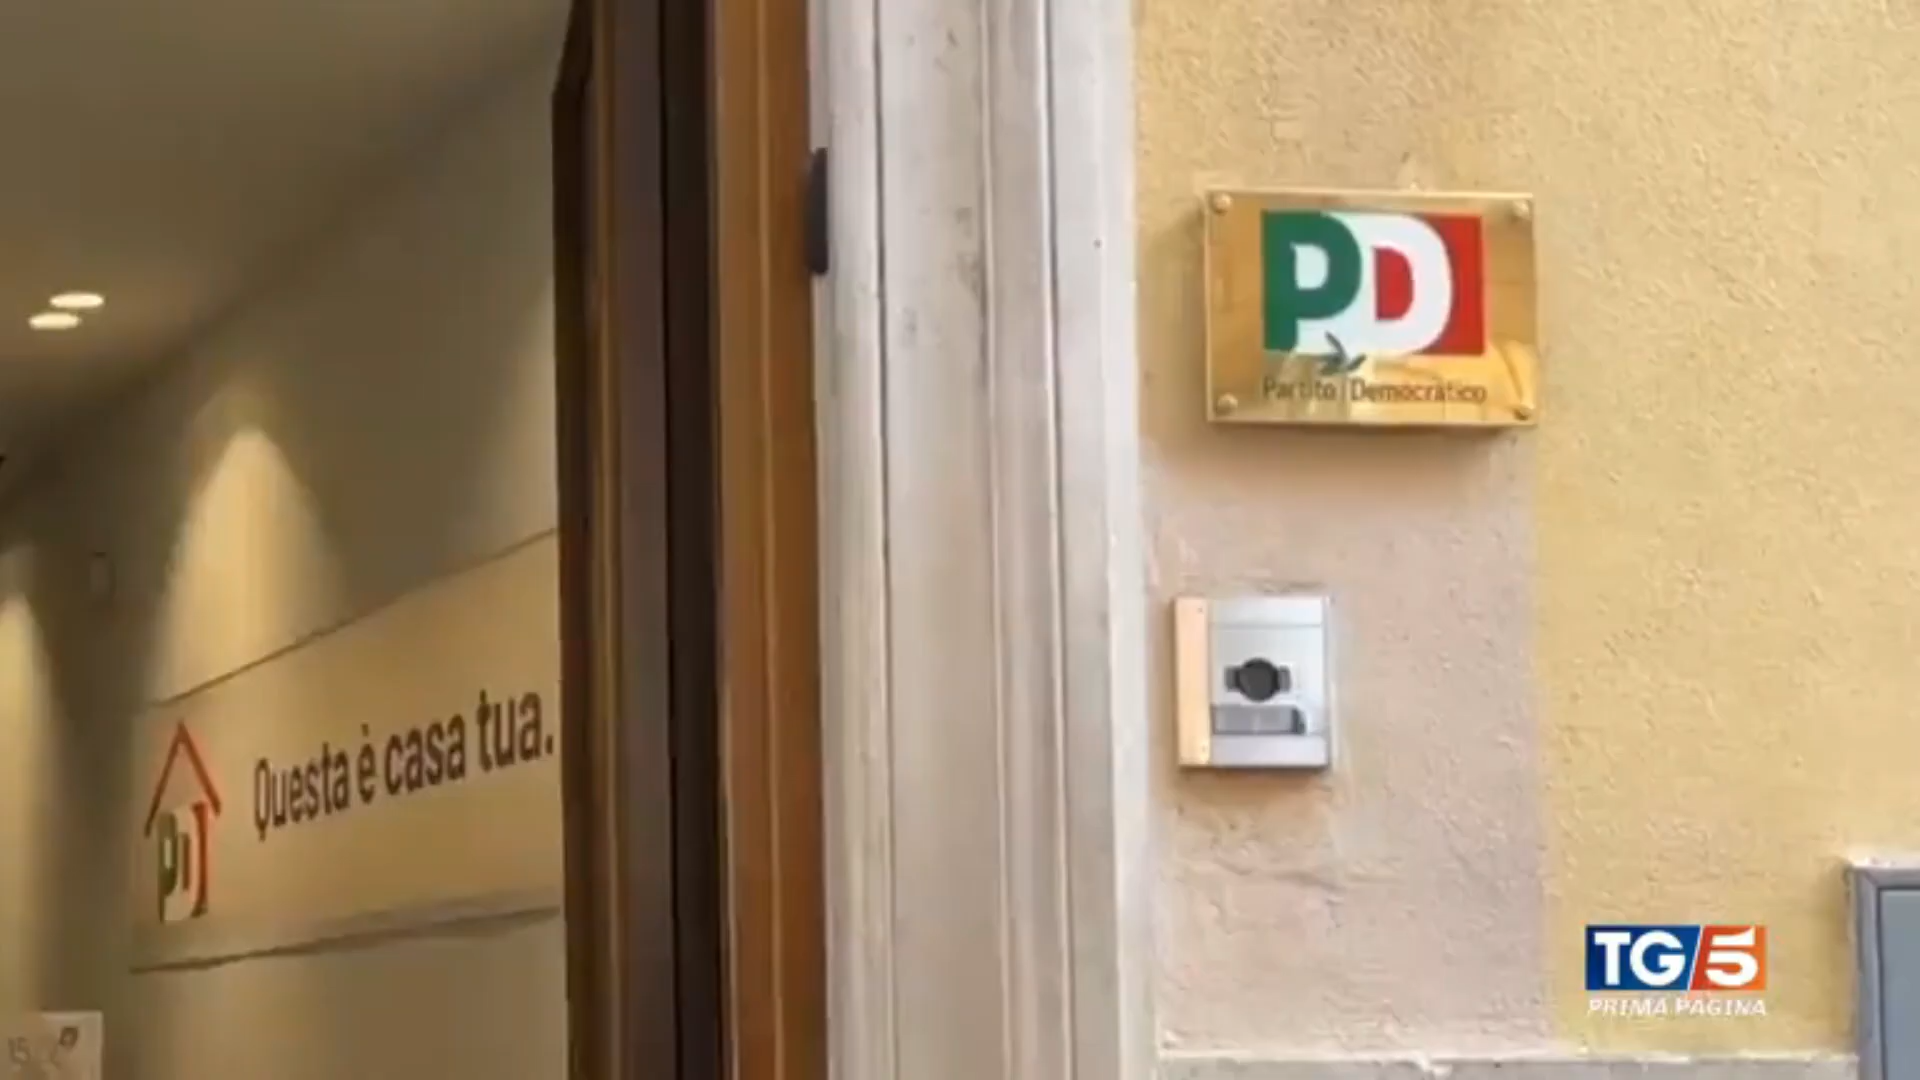 PD
Partito Democratico
Questa è casa tua.
PD
TG5
PRIMA PAGINA